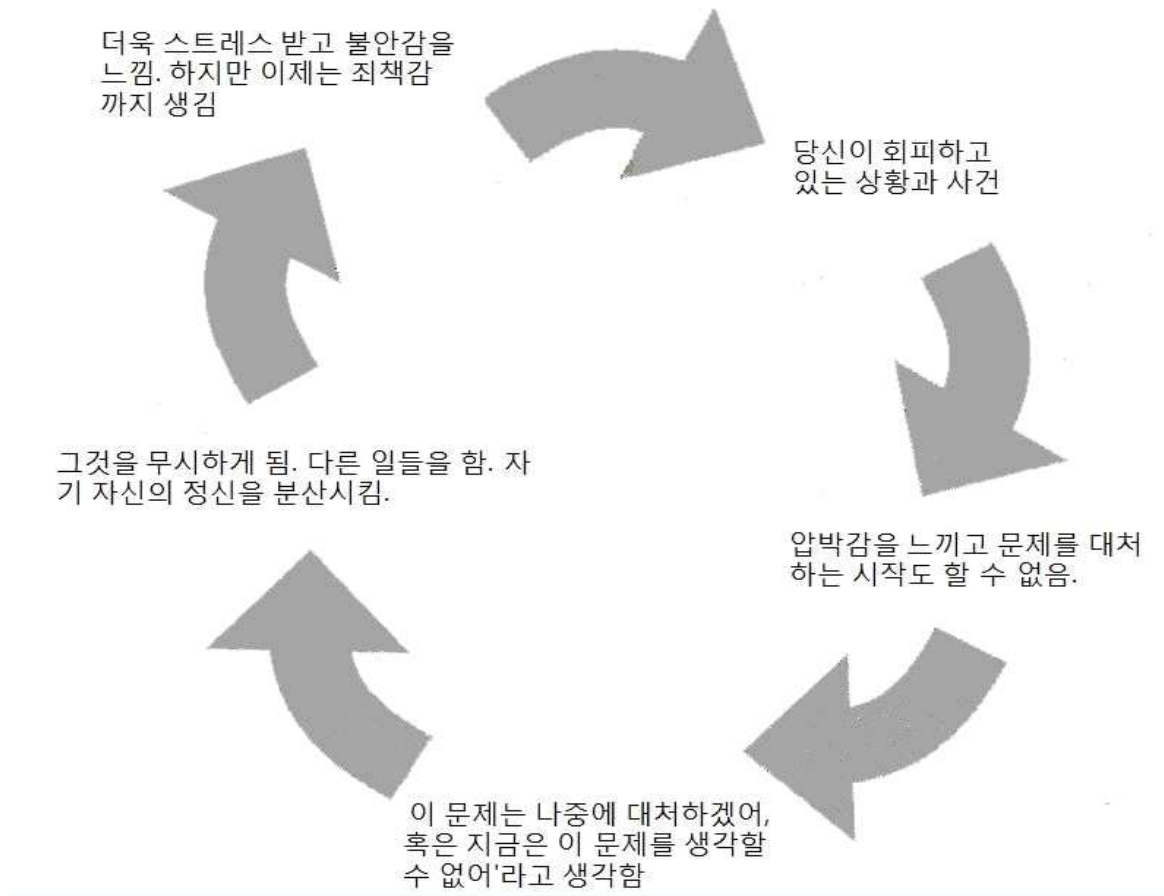 더욱 스트레스 받고 불안감을
느낌. 하지만 이제는 죄책감
까지 생김
당신이 회피하고
있는 상황과 사건
압박감을 느끼고 문제를 대처
하는 시작도 할 수 없음.
이 문제는 나중에 대처하겠어,
혹은 지금은 이 문제를 생각할
수 없어'라고 생각함
그것을 무시하게 됨. 다른 일들을 함. 자
기 자신의 정신을 분산시킴.